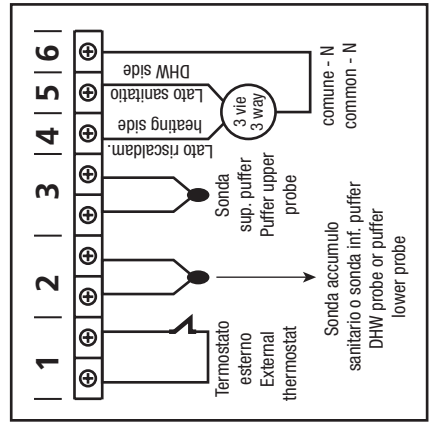 1 2 3 4 5 6
Termostato
esterno
External
thermostat
Sonda accumulo
sanitario o sonda inf. puffer
DHW probe or puffer
lower probe
Sonda
sup. puffer
Puffer upper
probe
Lato riscaldam.
heating side
Lato sanitatio
DHW side
3 vie
3 way
comune - N
common - N